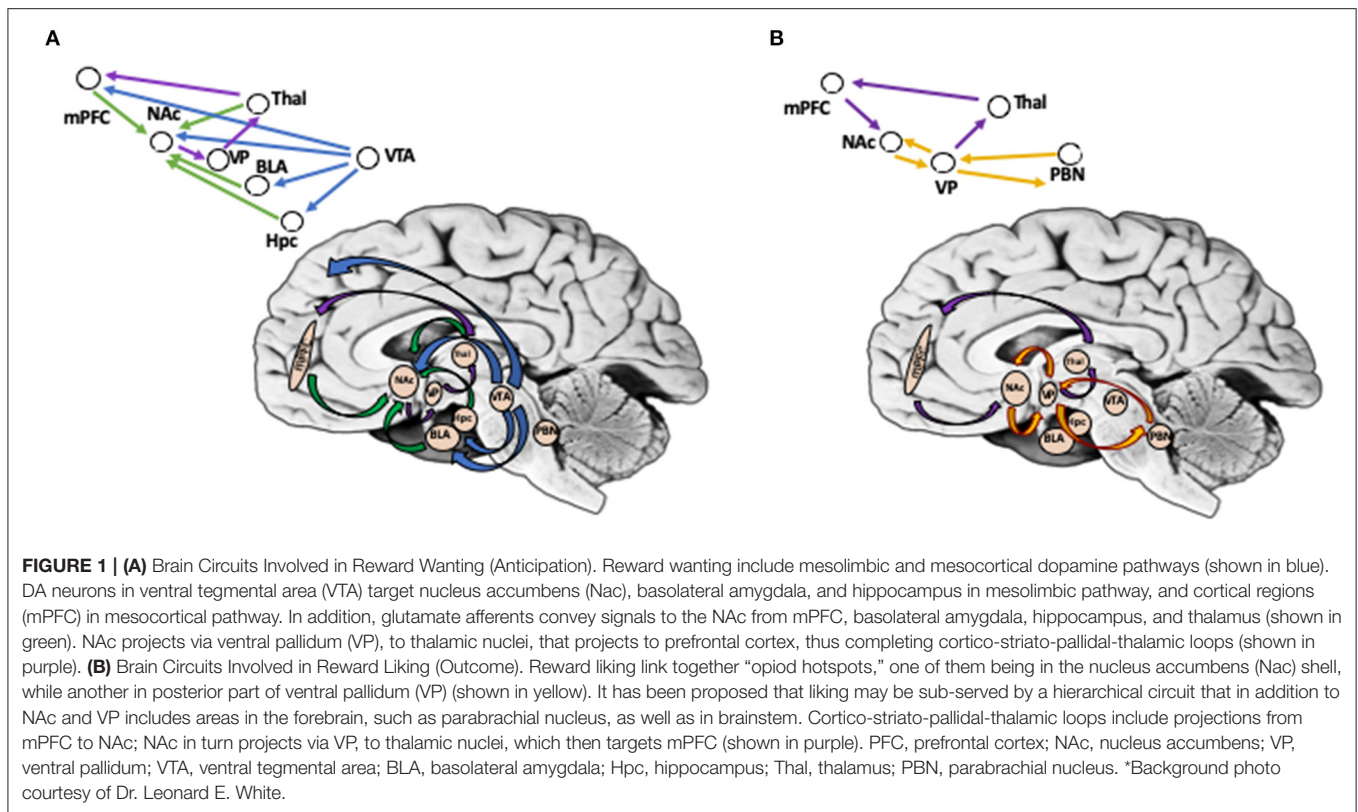 A
B
mPFC
NAc
Thal
VP
BLA
VTA
Hpc
mPFC
Thal
NAc
VP
PBN
mPFC
Thal
NAc
VP
VTA
Hpc
BLA
PBN
mPFC
Thal
NAc
VP
VTA
Hpc
BLA
PBN
FIGURE 1 | (A) Brain Circuits Involved in Reward Wanting (Anticipation). Reward wanting include mesolimbic and mesocortical dopamine pathways (shown in blue).
DA neurons in ventral tegmental area (VTA) target nucleus accumbens (Nac), basolateral amygdala, and hippocampus in mesolimbic pathway, and cortical regions
(mPFC) in mesocortical pathway. In addition, glutamate afferents convey signals to the NAc from mPFC, basolateral amygdala, hippocampus, and thalamus (shown in
green). NAc projects via ventral pallidum (VP), to thalamic nuclei, that projects to prefrontal cortex, thus completing cortico-striato-pallidal-thalamic loops (shown in
purple). (B) Brain Circuits Involved in Reward Liking (Outcome). Reward liking link together “opiod hotspots,” one of them being in the nucleus accumbens (Nac) shell,
while another in posterior part of ventral pallidum (VP) (shown in yellow). It has been proposed that liking may be sub-served by a hierarchical circuit that in addition to
NAc and VP includes areas in the forebrain, such as parabrachial nucleus, as well as in brainstem. Cortico-striato-pallidal-thalamic loops include projections from
mPFC to NAc; NAc in turn projects via VP, to thalamic nuclei, which then targets mPFC (shown in purple). PFC, prefrontal cortex; NAc, nucleus accumbens; VP,
ventral pallidum; VTA, ventral tegmental area; BLA, basolateral amygdala; Hpc, hippocampus; Thal, thalamus; PBN, parabrachial nucleus. *Background photo
courtesy of Dr. Leonard E. White.